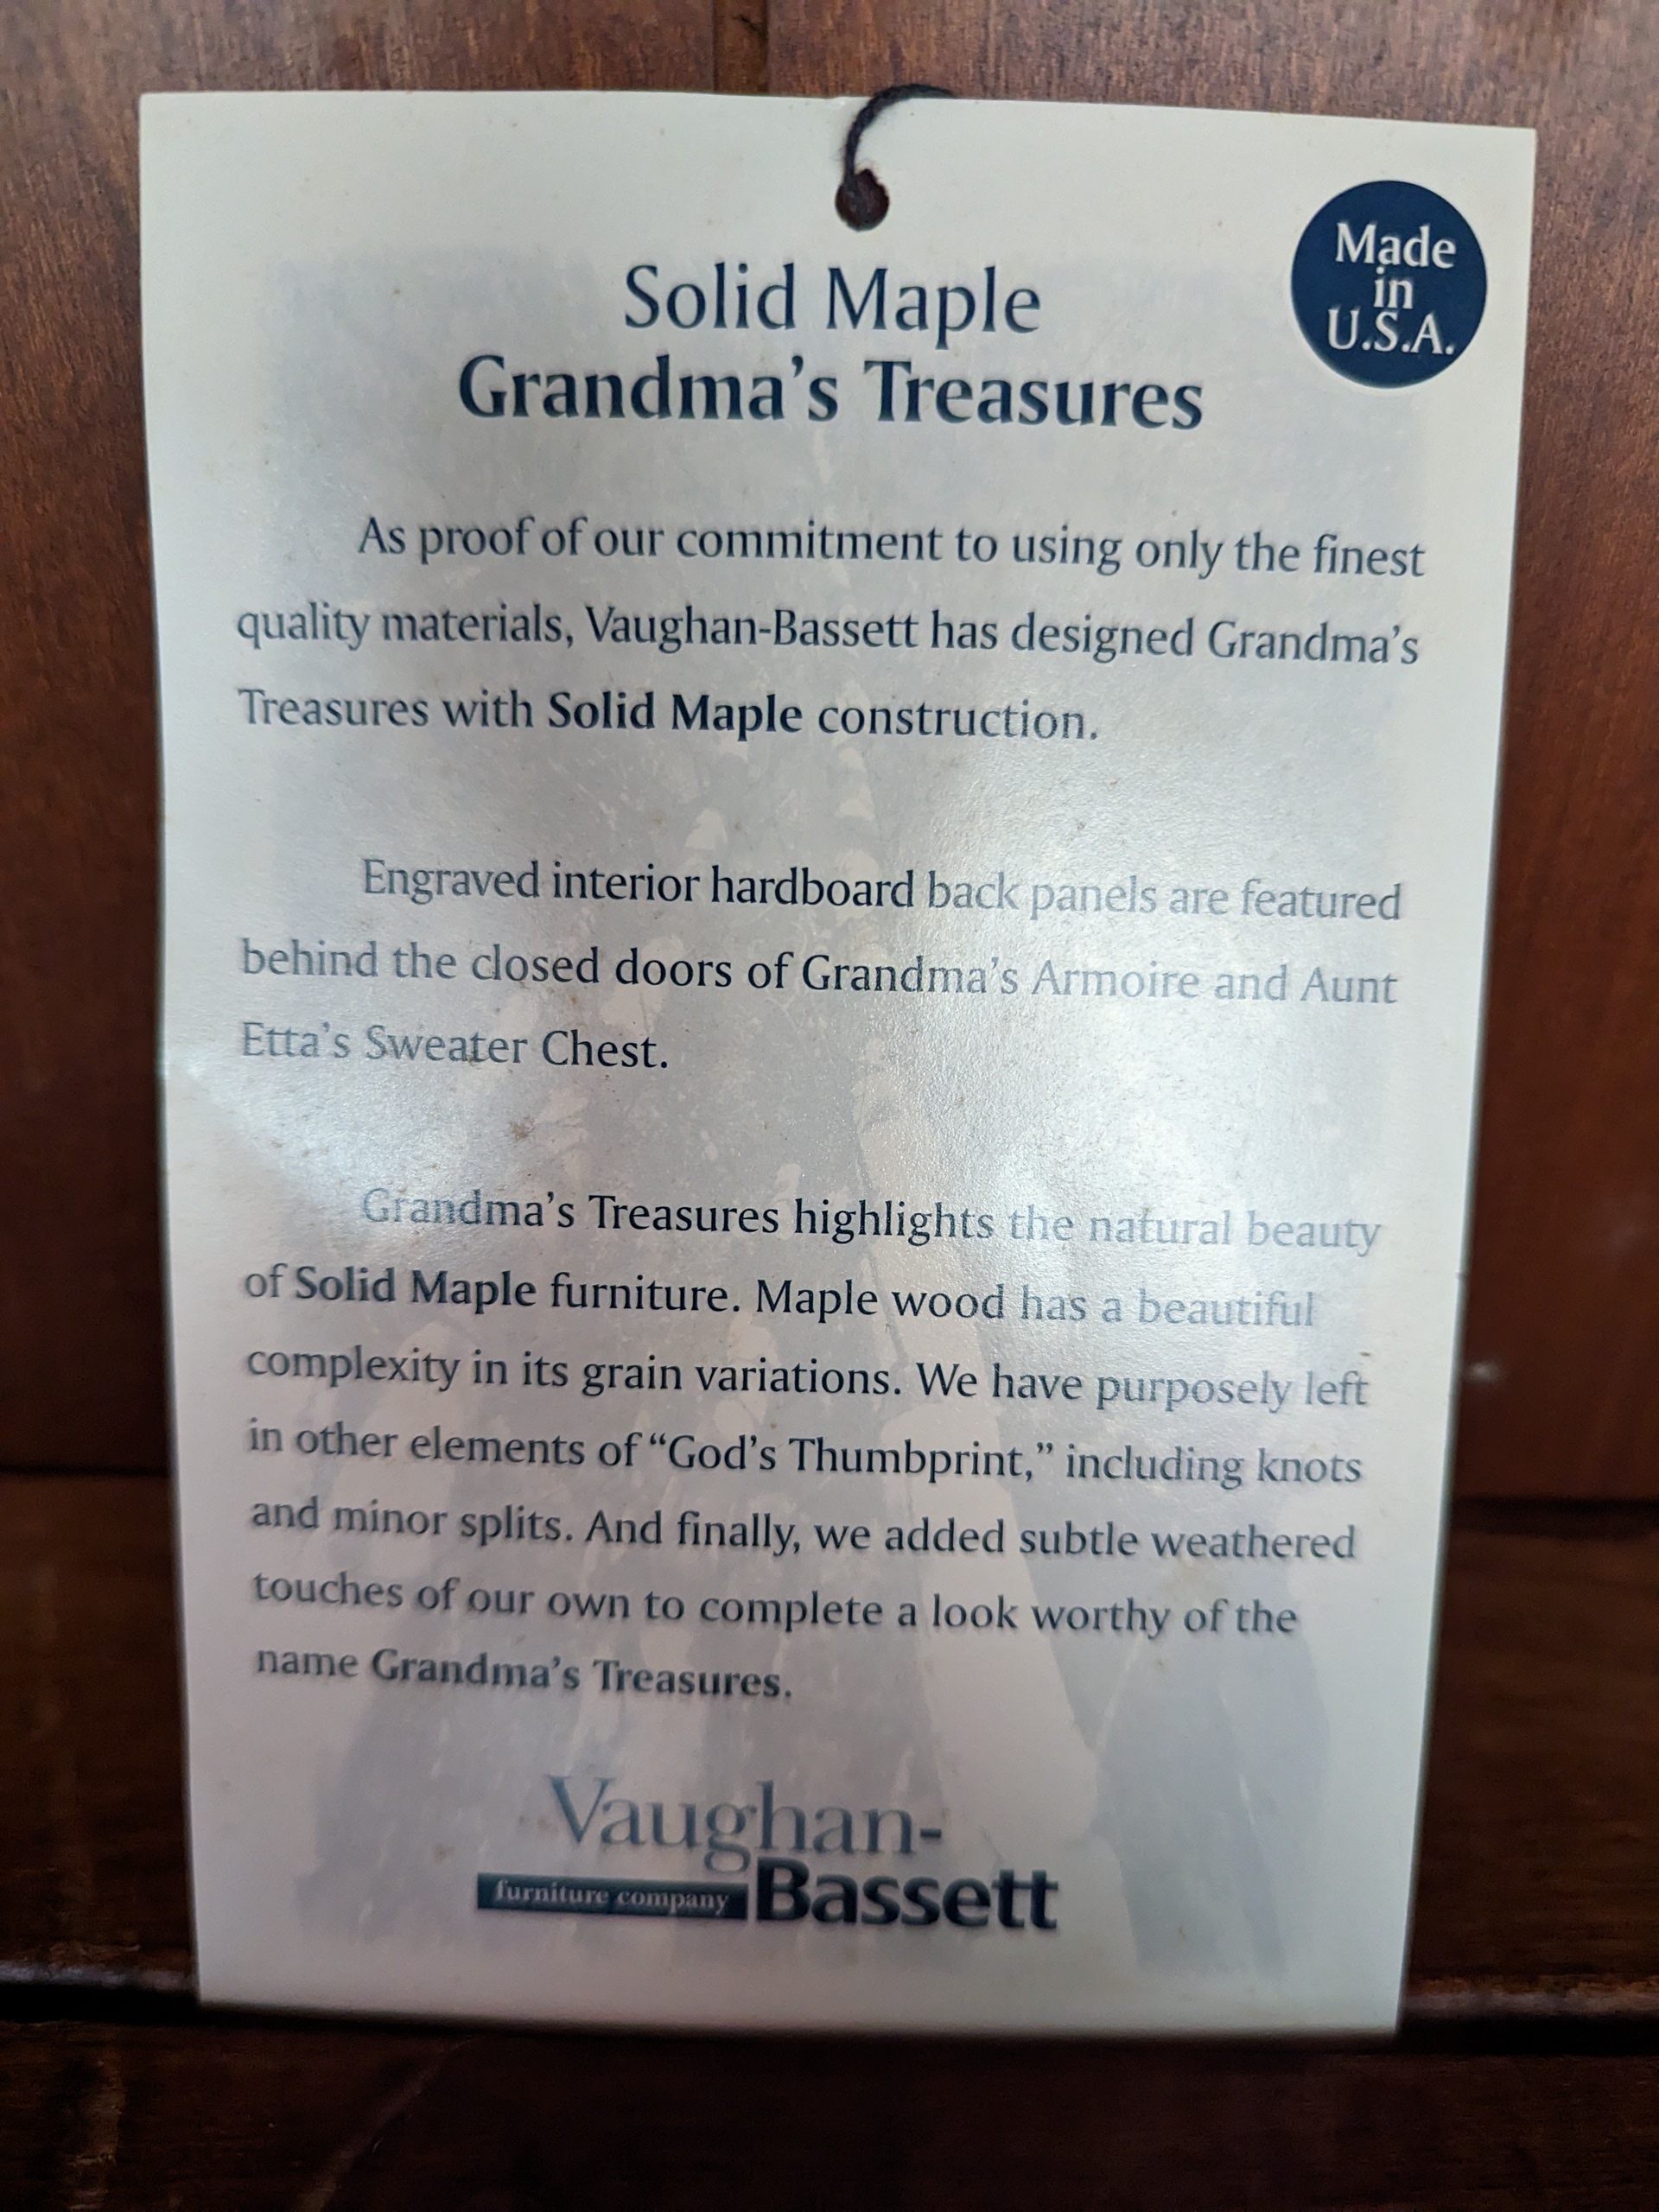 Made
in
U.S.A.
Solid Maple
Grandma's Treasures
As proof of our commitment to using only the finest
quality materials, Vaughan-Bassett has designed Grandma's
Treasures with Solid Maple construction.
Engraved interior hardboard back panels are featured
behind the closed doors of Grandma's Armoire and Aunt
Etta's Sweater Chest.
Grandma's Treasures highlights the natural beauty
of Solid Maple furniture. Maple wood has a beautiful
complexity in its grain variations. We have purposely left
in other elements of “God's Thumbprint,” including knots
and minor splits. And finally, we added subtle weathered
touches of our own to complete a look worthy of the
name Grandma's Treasures.
Vaughan-
furniture company Bassett